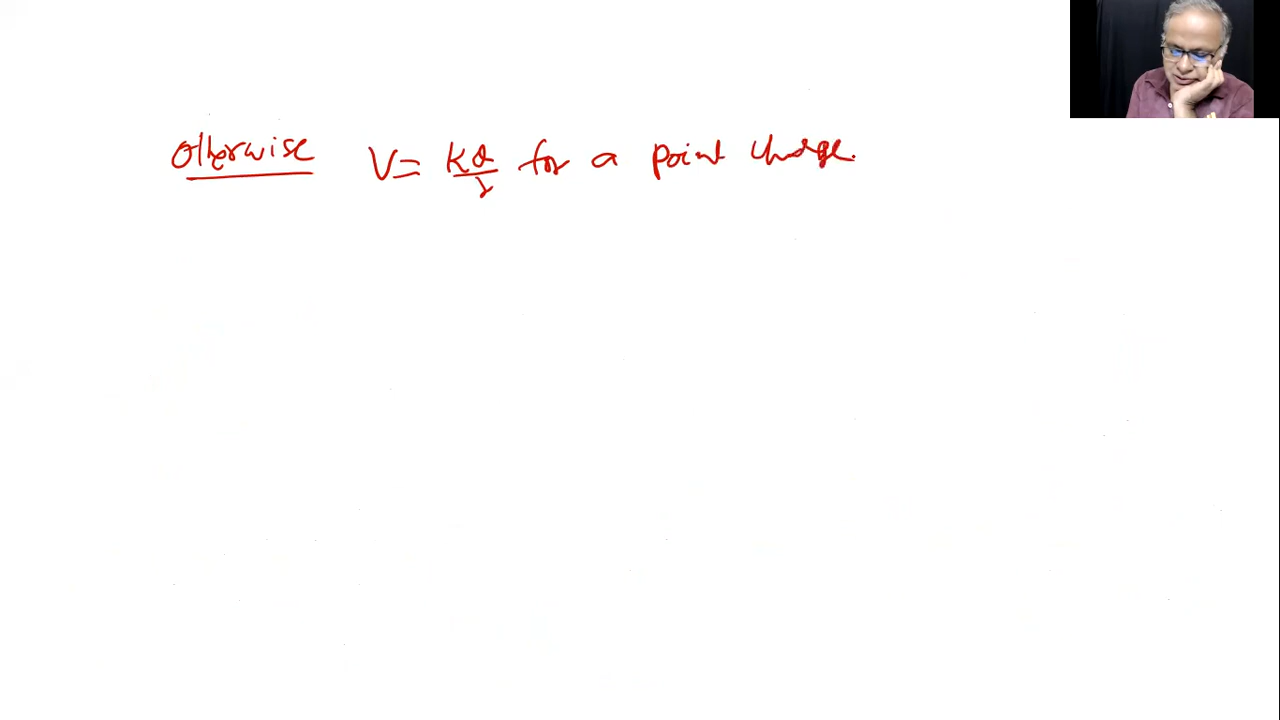 Otherwise V = KQ/r for a point charge.